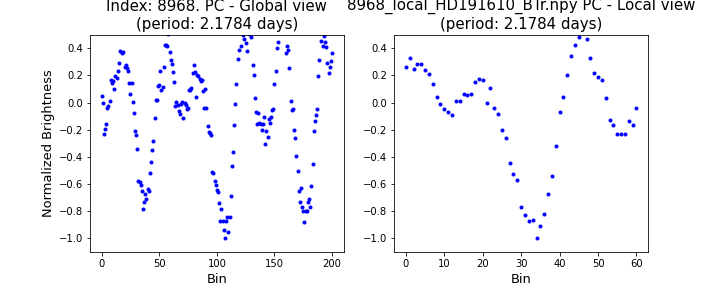 Index: 8968. PC - Global view
(period: 2.1784 days)
8968_local_HD191610_BTr.npy PC - Local view
(period: 2.1784 days)
Normalized Brightness
0.4
0.2
0.0
−0.2
−0.4
−0.6
−0.8
−1.0
0 50 100 150 200
Bin
0.4
0.2
0.0
−0.2
−0.4
−0.6
−0.8
−1.0
0 10 20 30 40 50 60
Bin